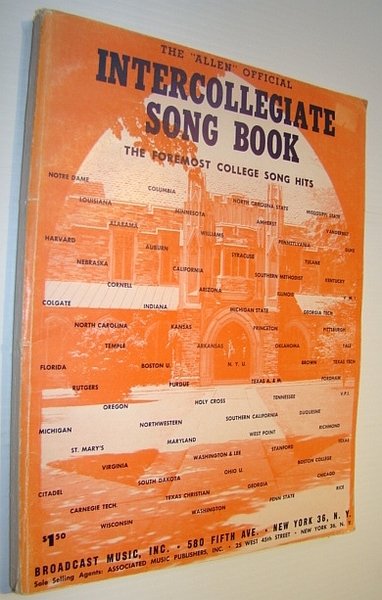 THE "ALLEN" OFFICIAL
INTERCOLLEGIATE
SONG BOOK
THE FOREMOST COLLEGE SONG HITS
NOTRE DAME COLUMBIA NORTH CAROLINA STATE MISSISSIPPI STATE
LOUISIANA MINNESOTA AMHERST VANDERBILT
ALABAMA WILLIAMS PENNSYLVANIA DUKE
HARVARD AUBURN SYRACUSE TULANE
NEBRASKA CALIFORNIA SOUTHERN METHODIST KENTUCKY
CORNELL ARIZONA ILLINOIS V. M. I.
COLGATE INDIANA MICHIGAN STATE GEORGIA TECH
NORTH CAROLINA KANSAS PRINCETON PITTSBURGH
TEMPLE ARKANSAS OKLAHOMA YALE
FLORIDA BOSTON U. N. Y. U. BROWN TEXAS TECH
RUTGERS PURDUE TEXAS A. & M. FORDHAM
OREGON HOLY CROSS TENNESSEE V.P.I.
MICHIGAN NORTHWESTERN SOUTHERN CALIFORNIA DUQUESNE
ST. MARY'S MARYLAND WEST POINT RICHMOND
VIRGINIA WASHINGTON & LEE STANFORD TEXAS
SOUTH DAKOTA OHIO U. BOSTON COLLEGE
CITADEL TEXAS CHRISTIAN GEORGIA CHICAGO
CARNEGIE TECH. WASHINGTON PENN STATE RICE
WISCONSIN
$1.50
BROADCAST MUSIC, INC. • 580 FIFTH AVE. • NEW YORK 36, N. Y.
Sole Selling Agents: ASSOCIATED MUSIC PUBLISHERS, INC. • 25 WEST 45th STREET • NEW YORK 36, N. Y.